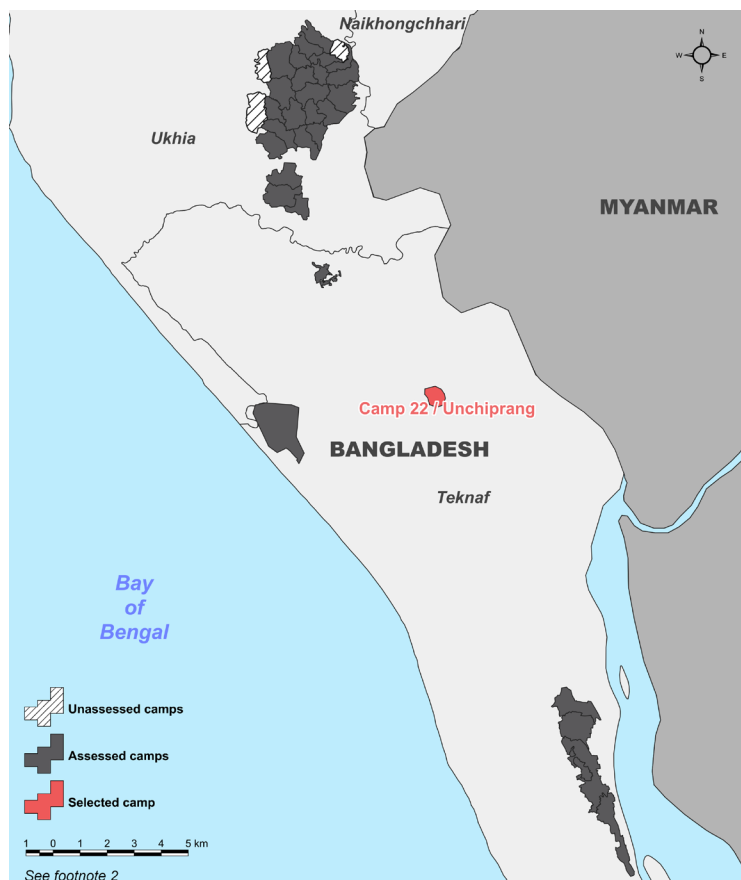 Naikhongchhari
N
W E
S
Ukhia
MYANMAR
Camp 22 / Unchiprang
BANGLADESH
Teknaf
Bay
of
Bengal
Unassessed camps
Assessed camps
Selected camp
1 0 1 2 3 4 5 km
See footnote 2